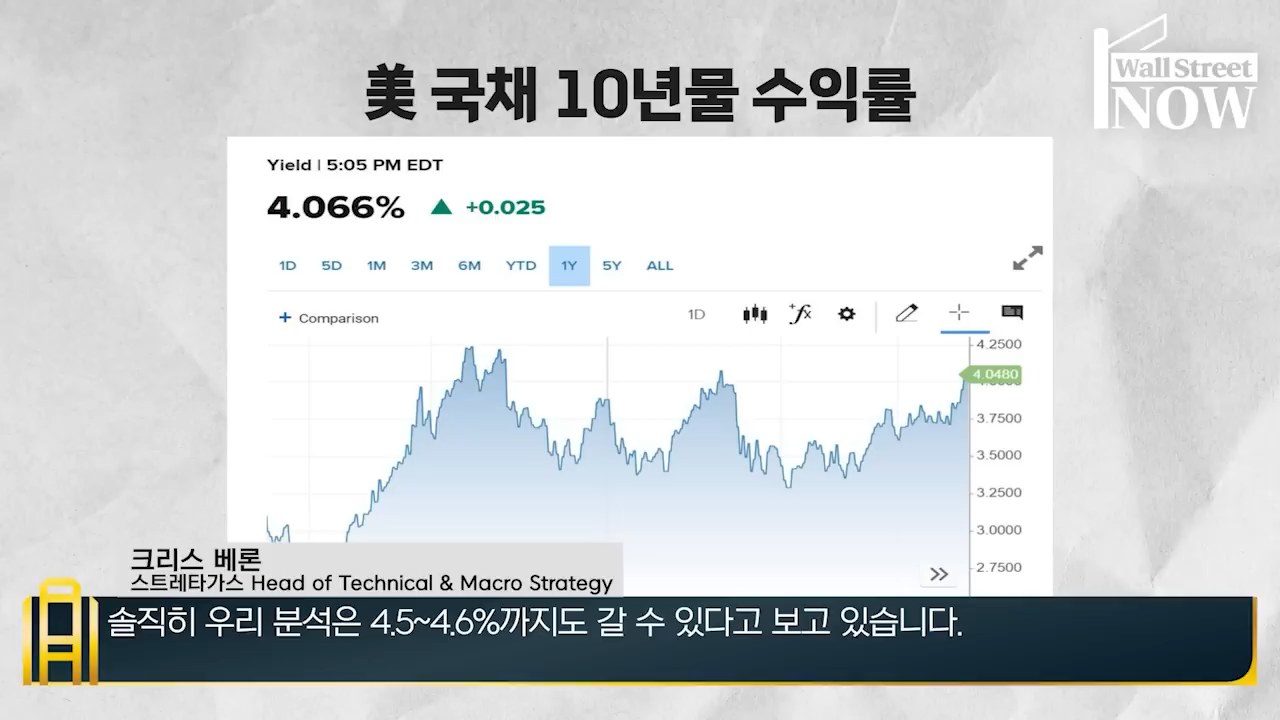 美 국채 10년물 수익률
Wall Street
NOW
Yield | 5:05 PM EDT
4.066% ▲ +0.025
1D 5D 1M 3M 6M YTD 1Y 5Y ALL
+ Comparison
1D
4.2500
4.0480
3.7500
3.5000
3.2500
3.0000
2.7500
크리스 베론
스트레타가스 Head of Technical & Macro Strategy
솔직히 우리 분석은 4.5~4.6%까지도 갈 수 있다고 보고 있습니다.